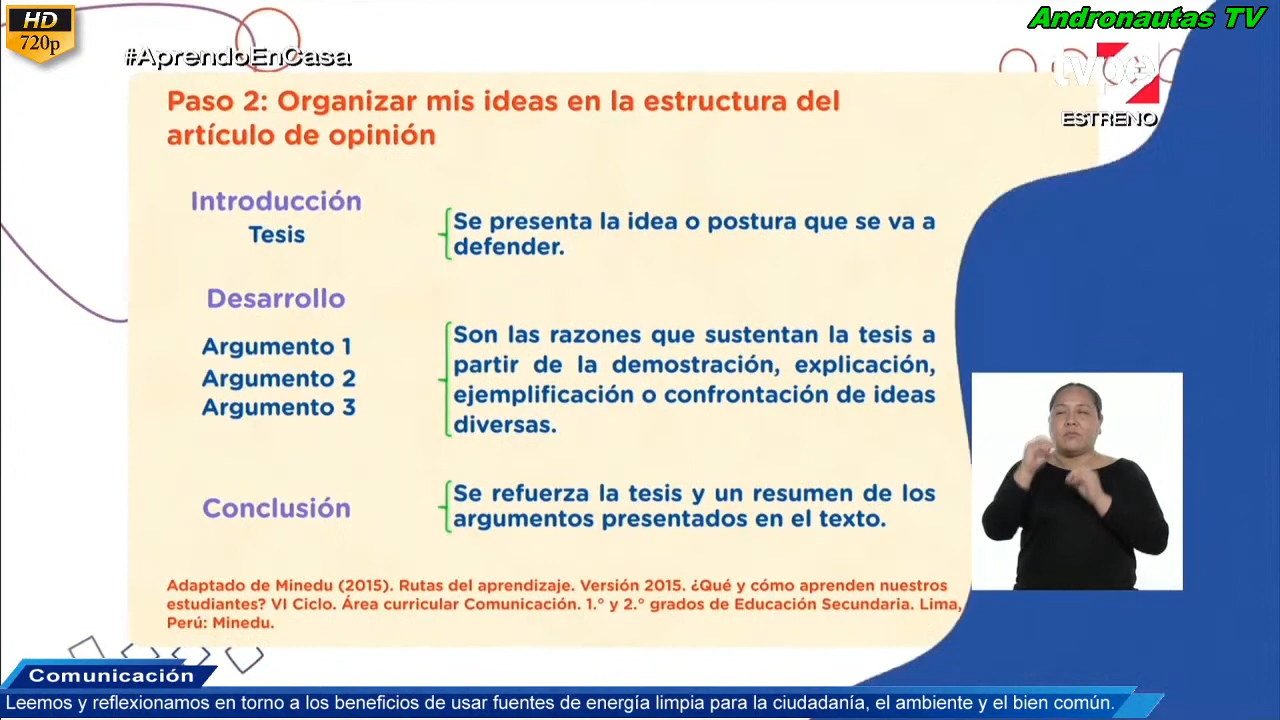 HD
720p
Andronautas TV
#AprendoEnCasa
tvpe
ESTRENO
Paso 2: Organizar mis ideas en la estructura del
artículo de opinión
Introducción
Tesis
Se presenta la idea o postura que se va a
defender.
Desarrollo
Argumento 1
Argumento 2
Argumento 3
Son las razones que sustentan la tesis a
partir de la demostración, explicación,
ejemplificación o confrontación de ideas
diversas.
Conclusión
Se refuerza la tesis y un resumen de los
argumentos presentados en el texto.
Adaptado de Minedu (2015). Rutas del aprendizaje. Versión 2015. ¿Qué y cómo aprenden nuestros
estudiantes? VI Ciclo. Área curricular Comunicación. 1.° y 2.° grados de Educación Secundaria. Lima,
Perú: Minedu.
Comunicación
Leemos y reflexionamos en torno a los beneficios de usar fuentes de energía limpia para la ciudadanía, el ambiente y el bien común.